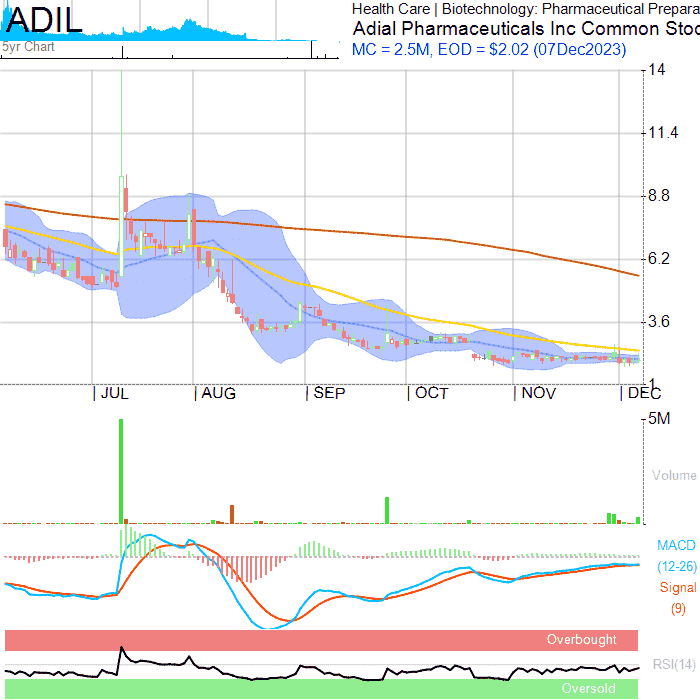 ADIL
5yr Chart
Health Care | Biotechnology: Pharmaceutical Prepara
Adial Pharmaceuticals Inc Common Stoc
MC = 2.5M, EOD = $2.02 (07Dec2023)
14
11.4
8.8
6.2
3.6
1
JUL AUG SEP OCT NOV DEC
5M
Volume
MACD
(12-26)
Signal
(9)
Overbought
RSI(14)
Oversold